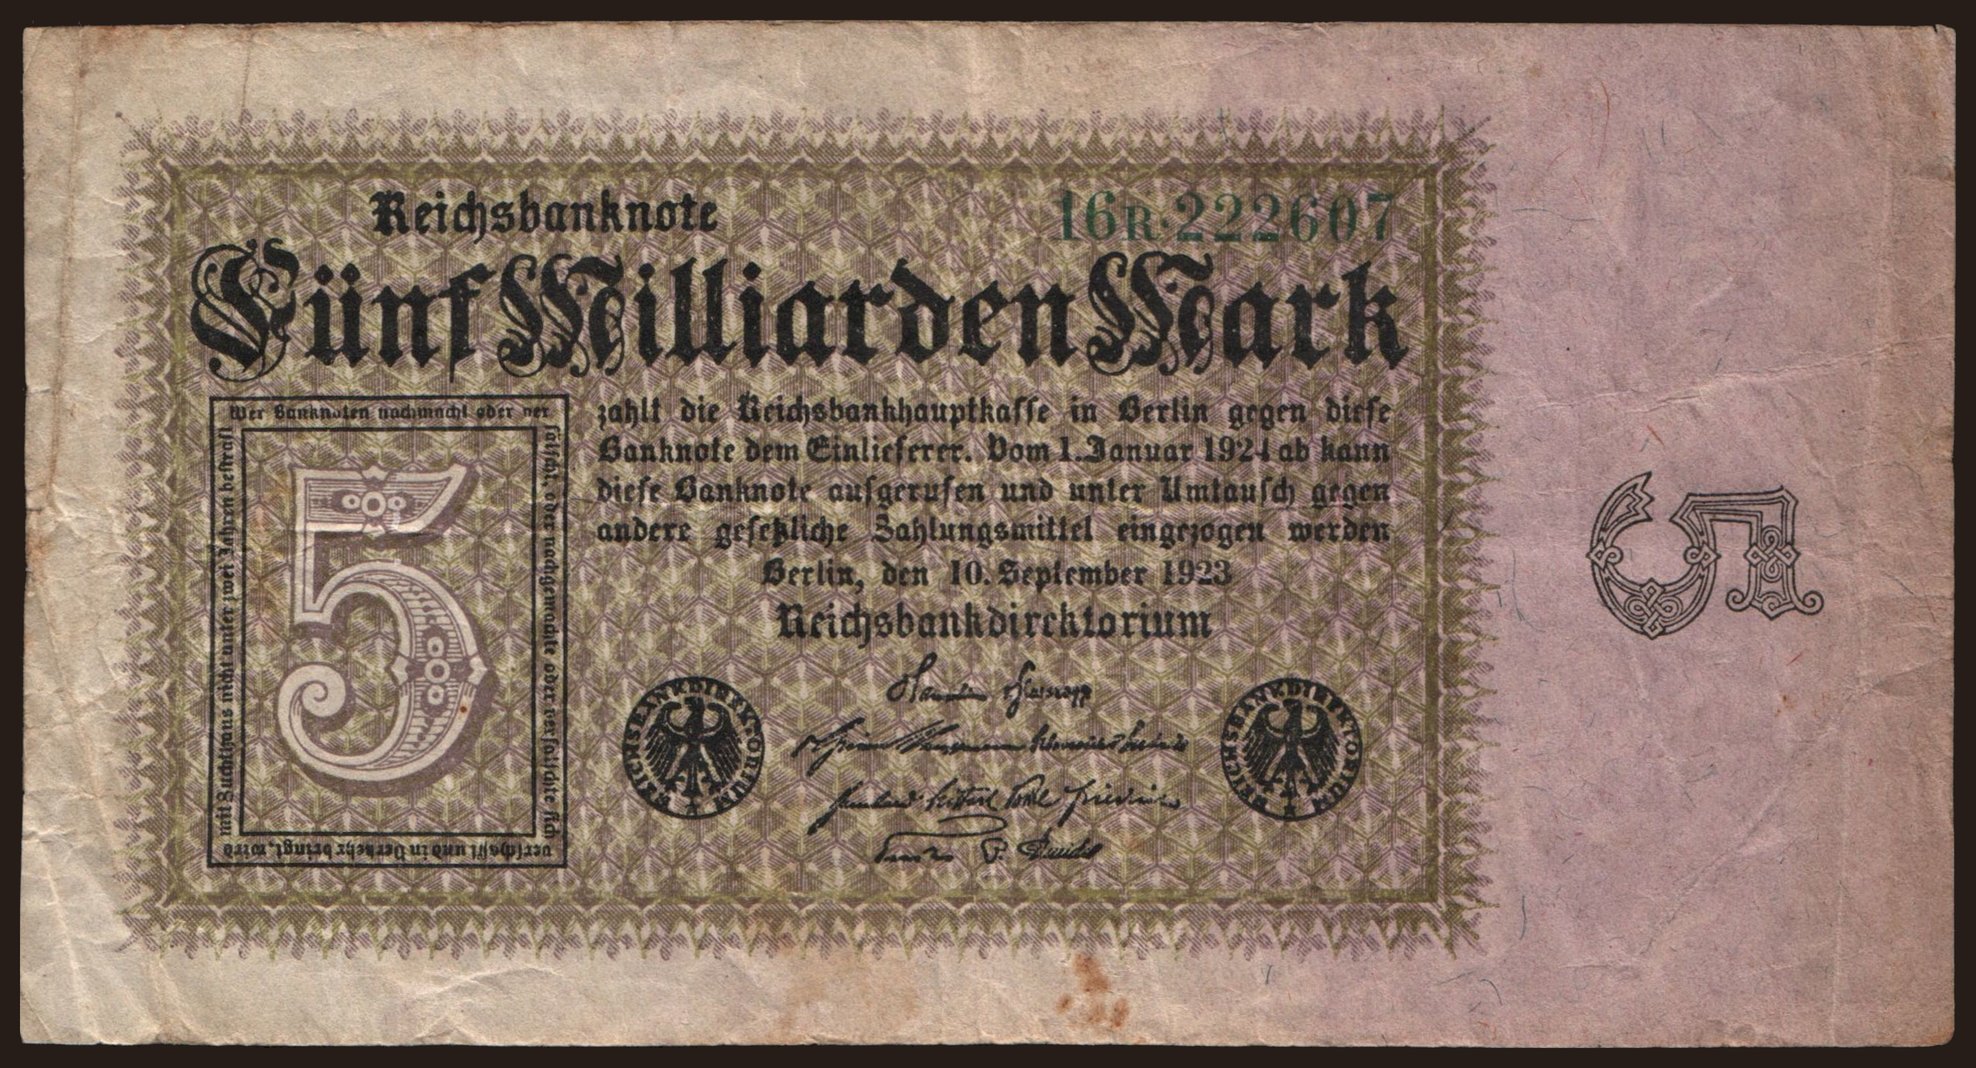 Reichsbanknote
16R·222607
Fünf Milliarden Mark
zahlt die Reichsbankhauptkasse in Berlin gegen diese
Banknote dem Einlieferer. Vom 1. Januar 1924 ab kann
diese Banknote aufgerufen und unter Umtausch gegen
andere gesetzliche Zahlungsmittel eingezogen werden
Berlin, den 10. September 1923
Reichsbankdirektorium
Wer Banknoten nachmacht oder ver
fälscht, oder nachgemachte oder verfälschte sich
verschafft und in Verkehr bringt, wird
mit Zuchthaus nicht unter zwei Jahren bestraft
5
REICHSBANKDIREKTORIUM
REICHSBANKDIREKTORIUM
5